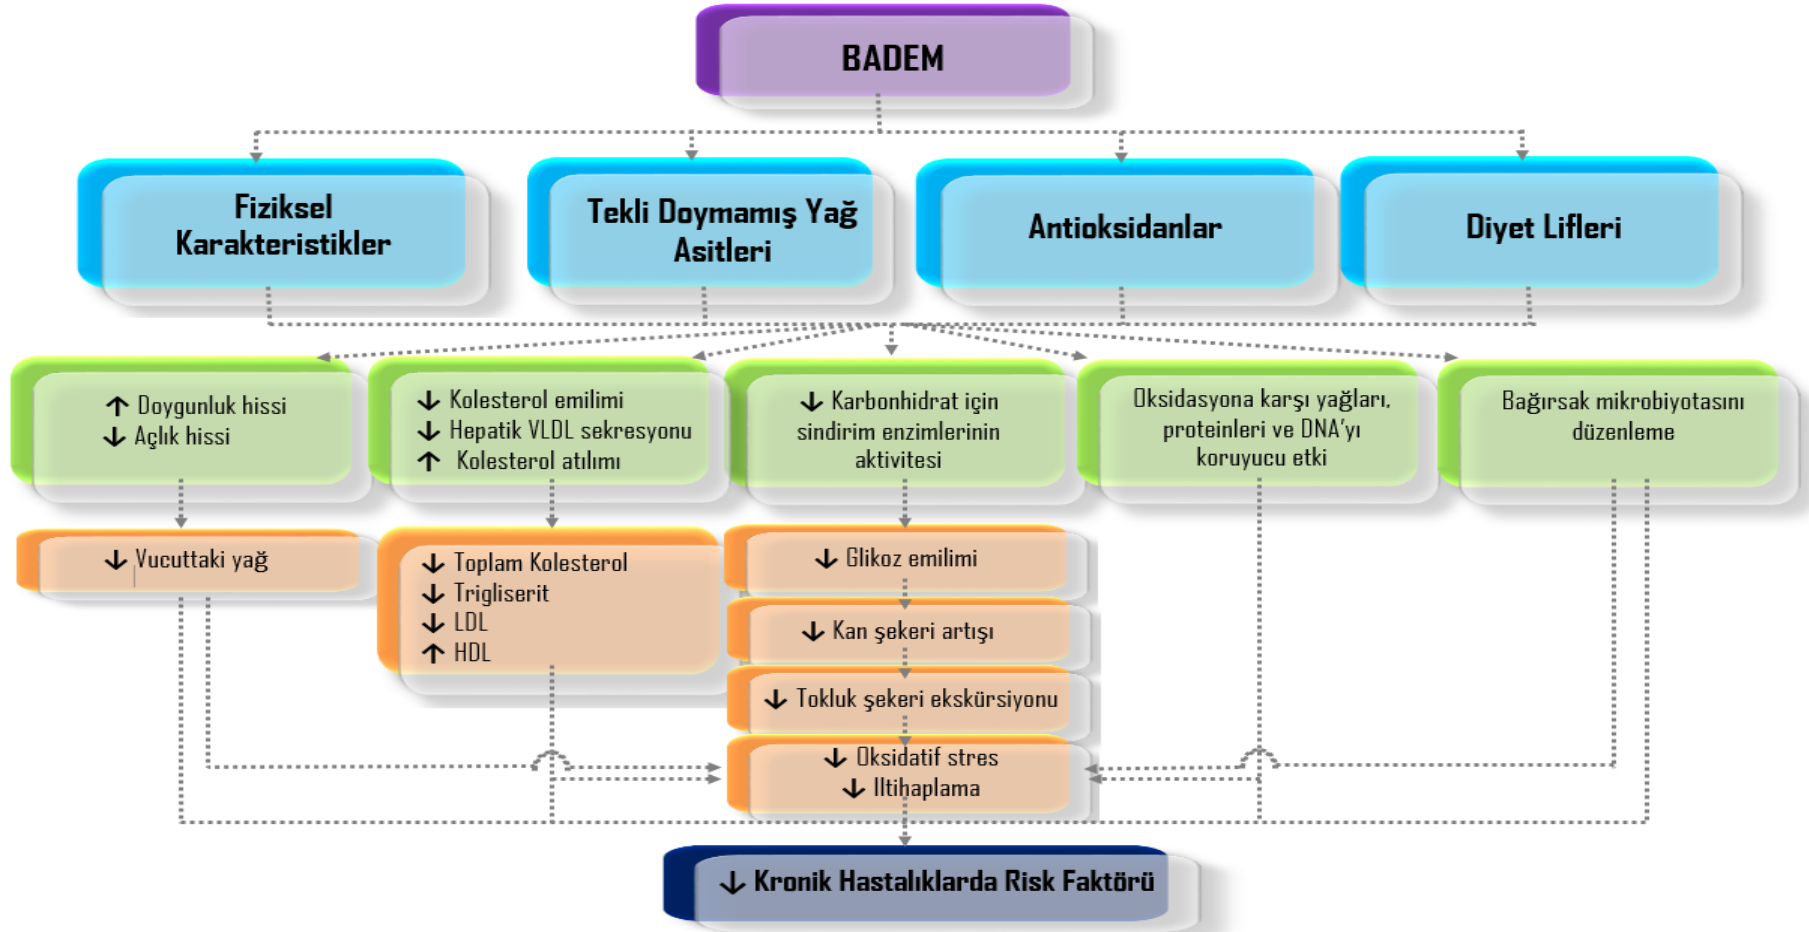 BADEM
Fiziksel
Karakteristikler
Tekli Doymamış Yağ
Asitleri
Antioksidanlar
Diyet Lifleri
↑ Doygunluk hissi
↓ Açlık hissi
↓ Kolesterol emilimi
↓ Hepatik VLDL sekresyonu
↑ Kolesterol atılımı
↓ Karbonhidrat için
sindirim enzimlerinin
aktivitesi
Oksidasyona karşı yağları,
proteinleri ve DNA'yı
koruyucu etki
Bağırsak mikrobiyotasını
düzenleme
↓ Vucuttaki yağ
↓ Toplam Kolesterol
↓ Trigliserit
↓ LDL
↑ HDL
↓ Glikoz emilimi
↓ Kan şekeri artışı
↓ Tokluk şekeri ekskürsiyonu
↓ Oksidatif stres
↓ Iltihaplama
↓ Kronik Hastalıklarda Risk Faktörü